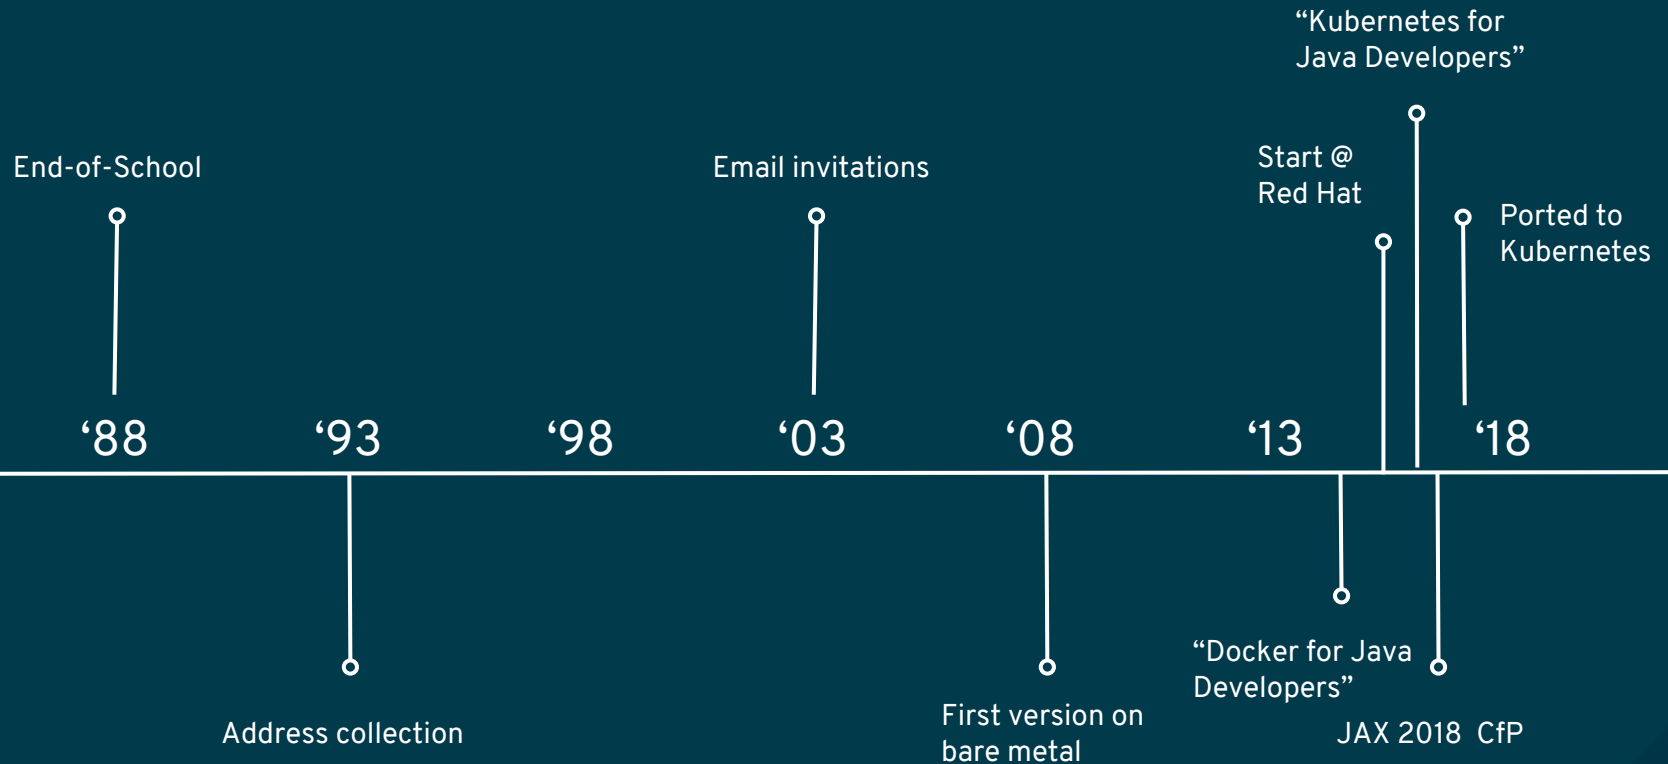 “Kubernetes for
Java Developers”
End-of-School
Email invitations
Start @
Red Hat
Ported to
Kubernetes
‘88
‘93
‘98
‘03
‘08
‘13
‘18
“Docker for Java
Developers”
Address collection
First version on
bare metal
JAX 2018 CfP